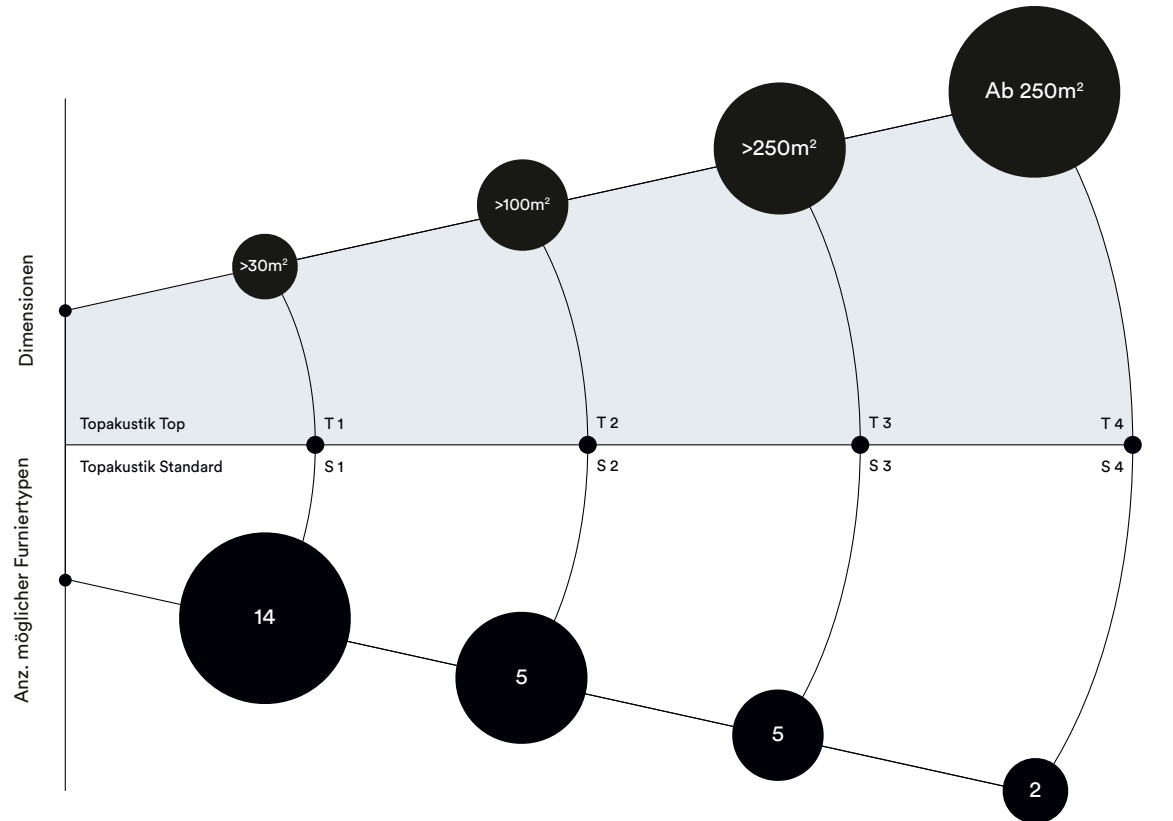 Ab 250m²
>250m²
>100m²
>30m²
Dimensionen
Topakustik Top
T 1
T 2
T 3
T 4
Topakustik Standard
S 1
S 2
S 3
S 4
Anz. möglicher Furniertypen
14
5
5
2